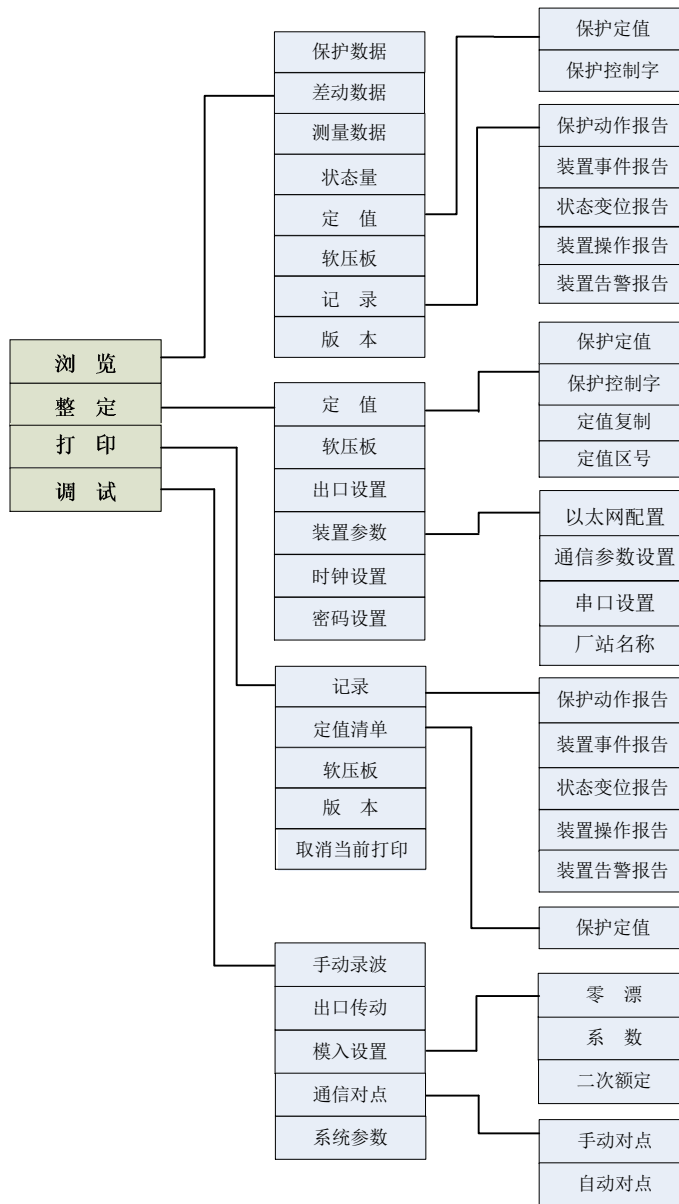 浏 览
整 定
打 印
调 试
保护数据
差动数据
测量数据
状态量
定 值
软压板
记 录
版 本
保护定值
保护控制字
保护动作报告
装置事件报告
状态变位报告
装置操作报告
装置告警报告
定 值
软压板
出口设置
装置参数
时钟设置
密码设置
保护定值
保护控制字
定值复制
定值区号
以太网配置
通信参数设置
串口设置
厂站名称
记录
定值清单
软压板
版 本
取消当前打印
保护动作报告
装置事件报告
状态变位报告
装置操作报告
装置告警报告
保护定值
手动录波
出口传动
模入设置
通信对点
系统参数
零 漂
系 数
二次额定
手动对点
自动对点